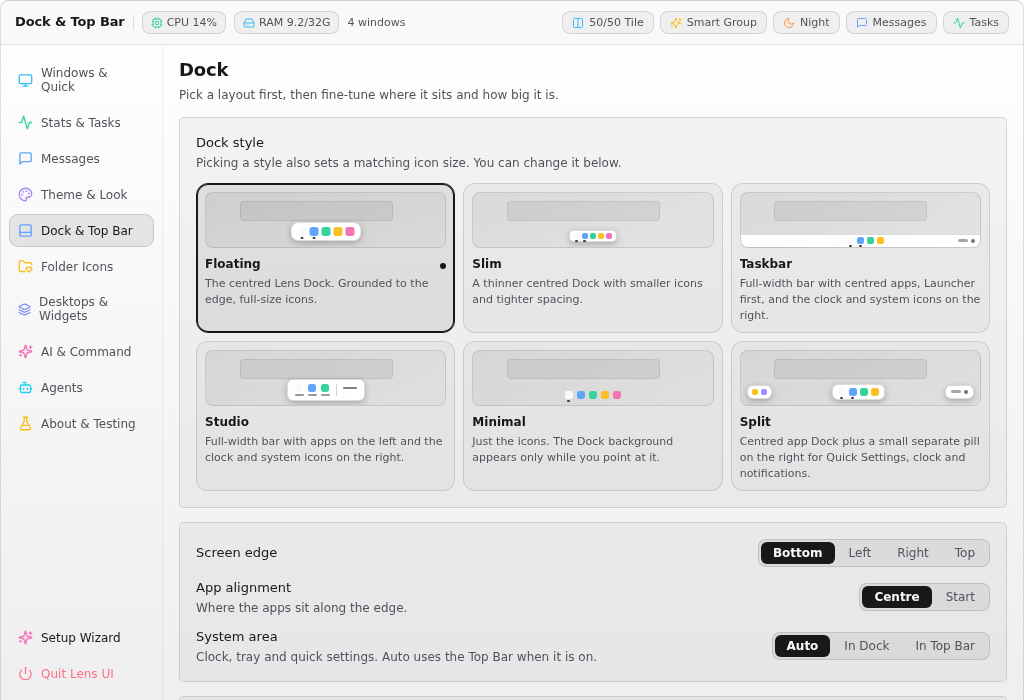 Dock & Top Bar
CPU 14%
RAM 9.2/32G
4 windows
50/50 Tile
Smart Group
Night
Messages
Tasks
Windows &
Quick
Stats & Tasks
Messages
Theme & Look
Dock & Top Bar
Folder Icons
Desktops &
Widgets
AI & Command
Agents
About & Testing
Setup Wizard
Quit Lens UI
Dock
Pick a layout first, then fine-tune where it sits and how big it is.
Dock style
Picking a style also sets a matching icon size. You can change it below.
Floating
The centred Lens Dock. Grounded to the
edge, full-size icons.
Slim
A thinner centred Dock with smaller icons
and tighter spacing.
Taskbar
Full-width bar with centred apps, Launcher
first, and the clock and system icons on the
right.
Studio
Full-width bar with apps on the left and the
clock and system icons on the right.
Minimal
Just the icons. The Dock background
appears only while you point at it.
Split
Centred app Dock plus a small separate pill
on the right for Quick Settings, clock and
notifications.
Screen edge
Bottom
Left
Right
Top
App alignment
Where the apps sit along the edge.
Centre
Start
System area
Clock, tray and quick settings. Auto uses the Top Bar when it is on.
Auto
In Dock
In Top Bar